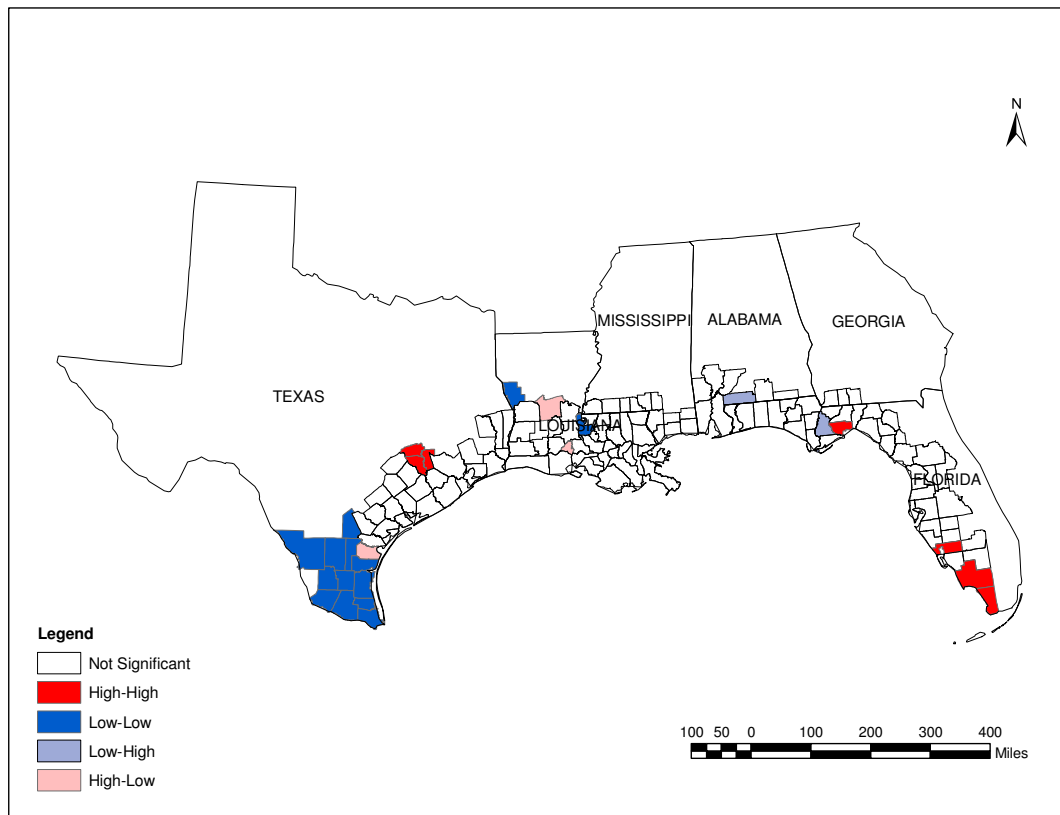 N
MISSISSIPPI
ALABAMA
GEORGIA
TEXAS
LOUISIANA
FLORIDA
Legend
Not Significant
High-High
Low-Low
Low-High
High-Low
100 50 0 100 200 300 400
Miles